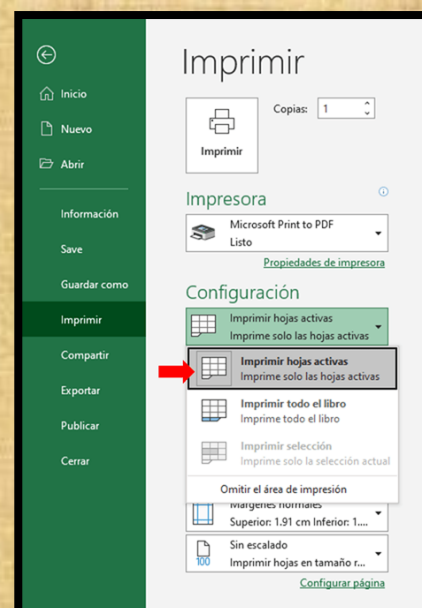 Imprimir
Inicio
Nuevo
Abrir
Información
Save
Guardar como
Imprimir
Compartir
Exportar
Publicar
Cerrar
Copias: 1
Imprimir
Impresora
Microsoft Print to PDF
Listo
Propiedades de impresora
Configuración
Imprimir hojas activas
Imprime solo las hojas activas
Imprimir hojas activas
Imprime solo las hojas activas
Imprimir todo el libro
Imprime todo el libro
Imprimir selección
Imprime solo la selección actual
Omitir el área de impresión
Márgenes normales
Superior: 1.91 cm Inferior: 1....
Sin escalado
100
Imprimir hojas en tamaño r...
Configurar página